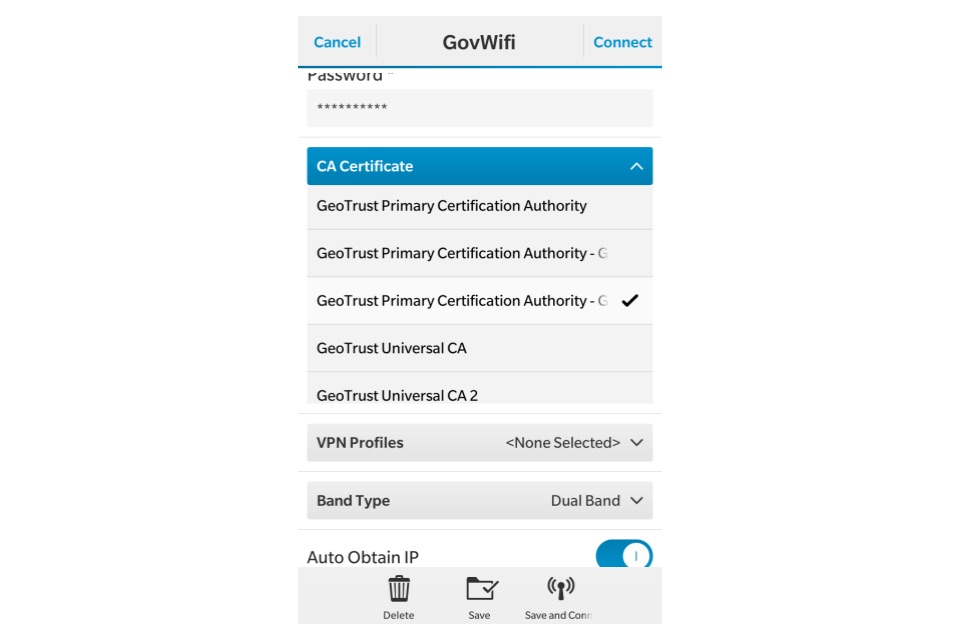 Cancel GovWifi Connect
Password *
**********
CA Certificate
GeoTrust Primary Certification Authority
GeoTrust Primary Certification Authority - G
GeoTrust Primary Certification Authority - G
GeoTrust Universal CA
GeoTrust Universal CA 2
VPN Profiles <None Selected>
Band Type Dual Band
Auto Obtain IP
Delete Save Save and Conn